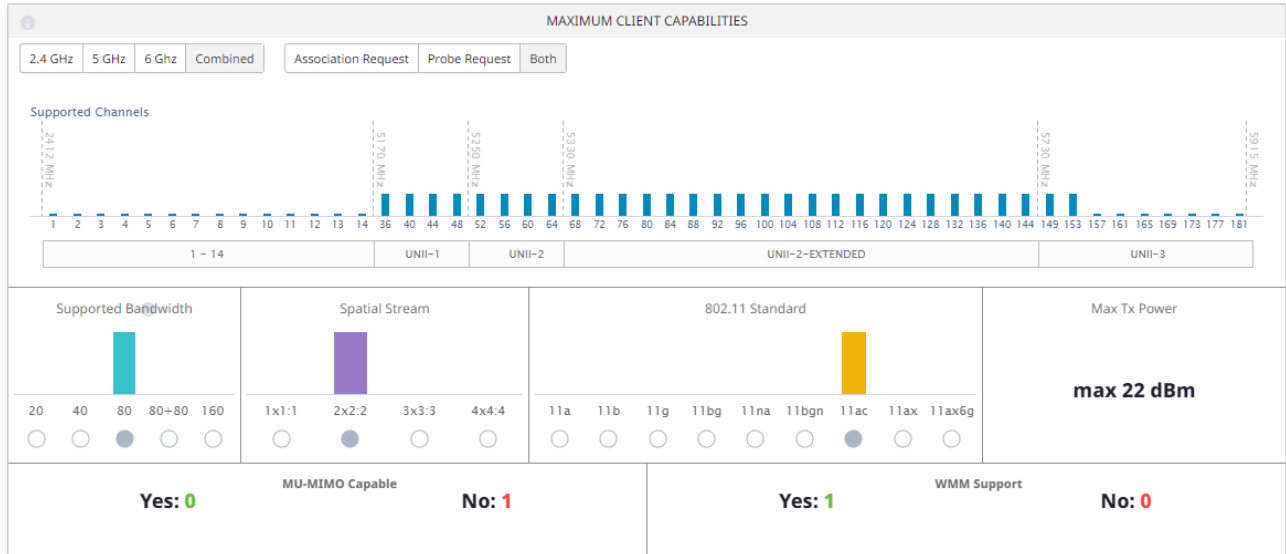 MAXIMUM CLIENT CAPABILITIES
2.4 GHz 5 GHz 6 Ghz Combined Association Request Probe Request Both
Supported Channels
2412 MHz 5170 MHz 5250 MHz 5330 MHz 5730 MHz 5915 MHz
1 2 3 4 5 6 7 8 9 10 11 12 13 14 36 40 44 48 52 56 60 64 68 72 76 80 84 88 92 96 100 104 108 112 116 120 124 128 132 136 140 144 149 153 157 161 165 169 173 177 181
1 - 14 UNII-1 UNII-2 UNII-2-EXTENDED UNII-3
Supported Bandwidth Spatial Stream 802.11 Standard Max Tx Power
max 22 dBm
20 40 80 80+80 160 1x1:1 2x2:2 3x3:3 4x4:4 11a 11b 11g 11bg 11na 11bgn 11ac 11ax 11ax6g
MU-MIMO Capable WMM Support
Yes: 0 No: 1 Yes: 1 No: 0